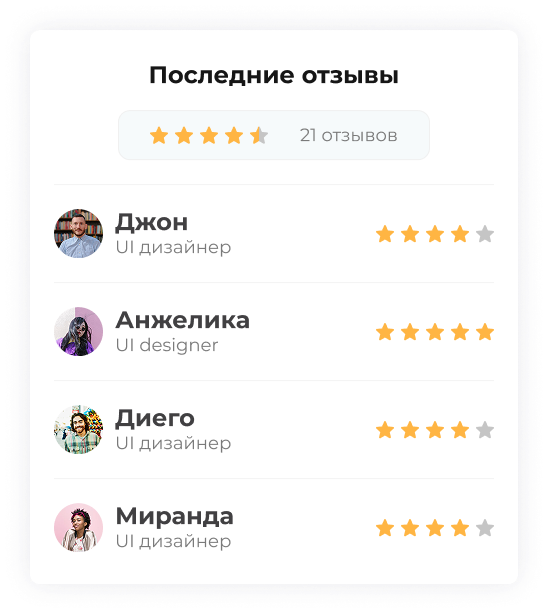 Последние отзывы
21 отзывов
Джон
UI дизайнер
Анжелика
UI designer
Диего
UI дизайнер
Миранда
UI дизайнер